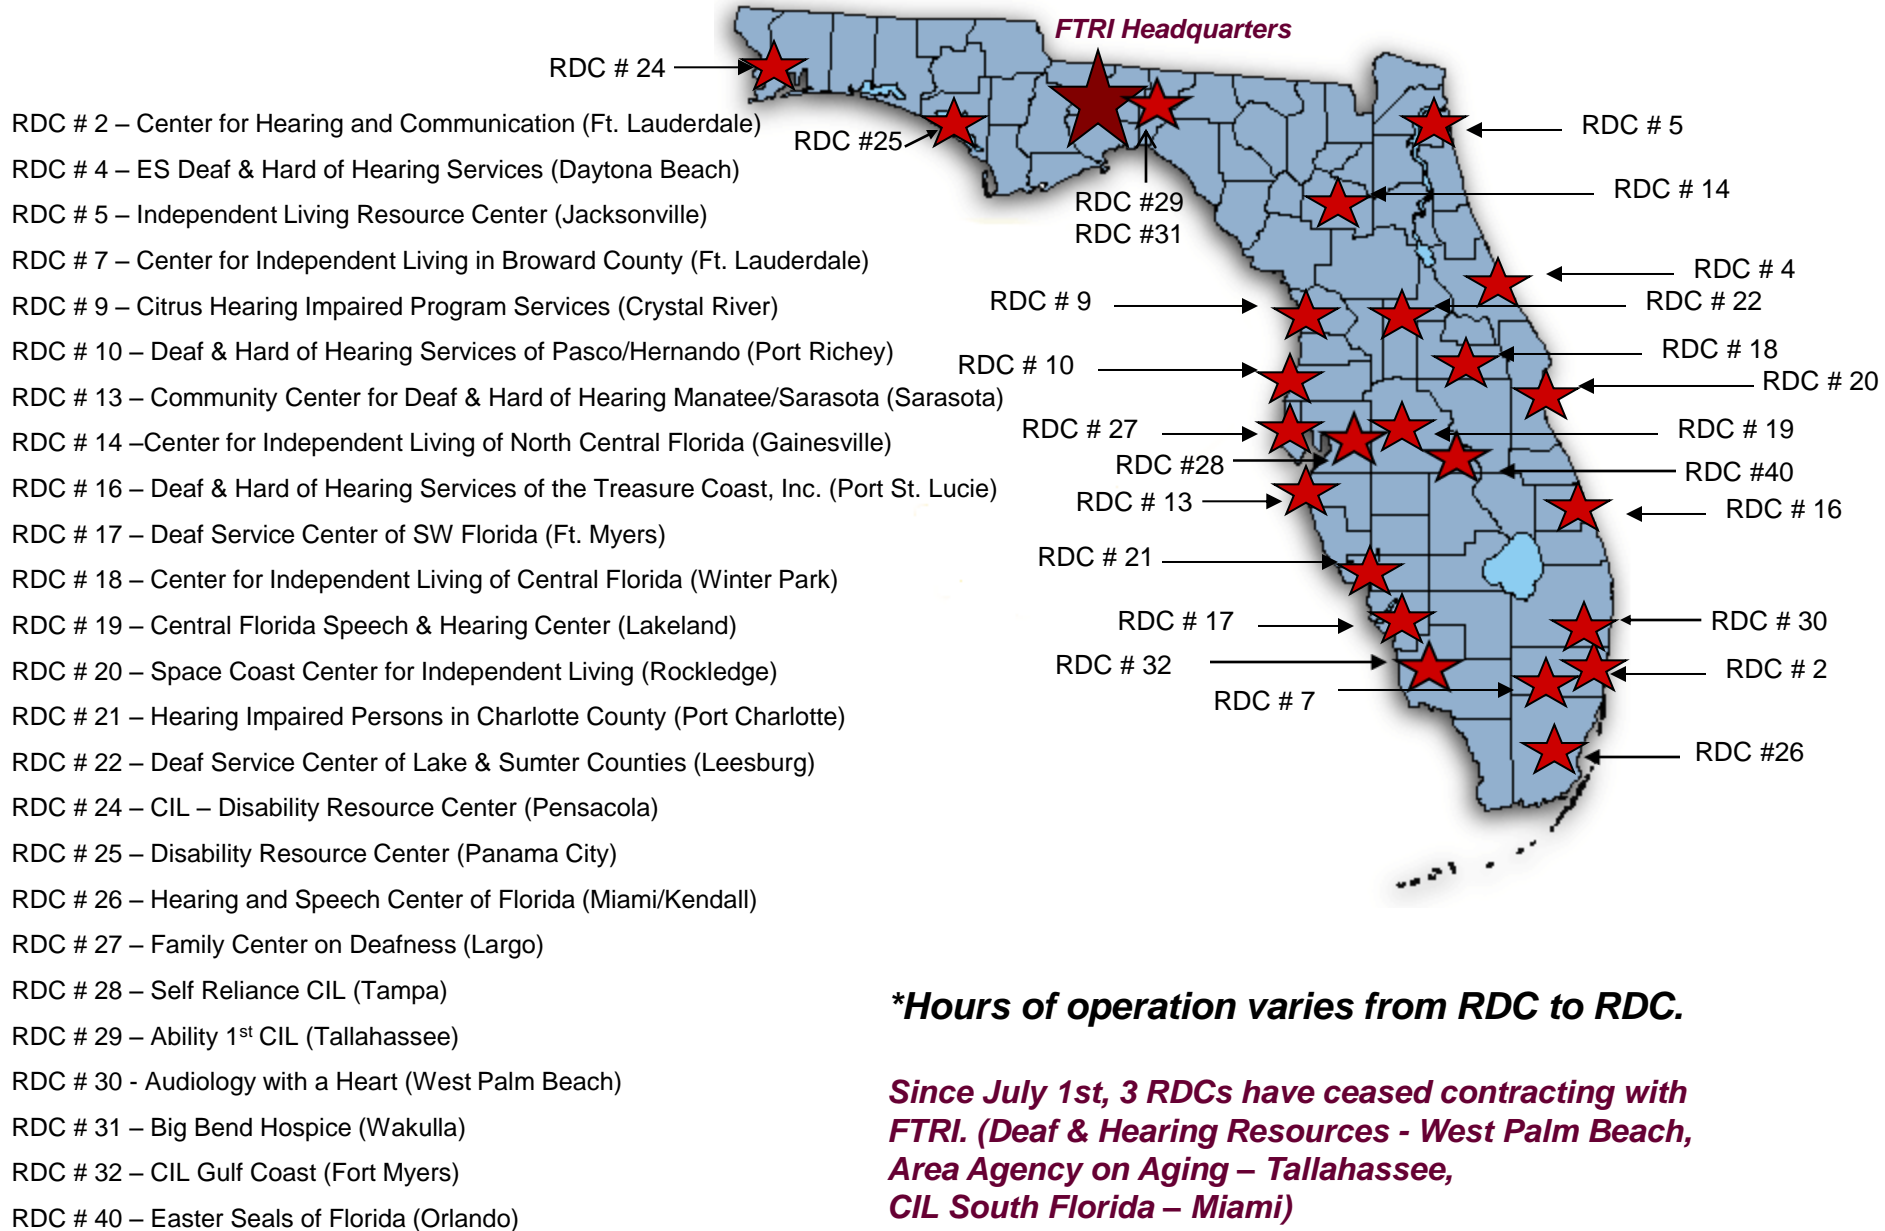 FTRI Headquarters
RDC # 24
RDC # 2 – Center for Hearing and Communication (Ft. Lauderdale)
RDC # 4 – ES Deaf & Hard of Hearing Services (Daytona Beach)
RDC # 5 – Independent Living Resource Center (Jacksonville)
RDC # 7 – Center for Independent Living in Broward County (Ft. Lauderdale)
RDC # 9 – Citrus Hearing Impaired Program Services (Crystal River)
RDC # 10 – Deaf & Hard of Hearing Services of Pasco/Hernando (Port Richey)
RDC # 13 – Community Center for Deaf & Hard of Hearing Manatee/Sarasota (Sarasota)
RDC # 14 –Center for Independent Living of North Central Florida (Gainesville)
RDC # 16 – Deaf & Hard of Hearing Services of the Treasure Coast, Inc. (Port St. Lucie)
RDC # 17 – Deaf Service Center of SW Florida (Ft. Myers)
RDC # 18 – Center for Independent Living of Central Florida (Winter Park)
RDC # 19 – Central Florida Speech & Hearing Center (Lakeland)
RDC # 20 – Space Coast Center for Independent Living (Rockledge)
RDC # 21 – Hearing Impaired Persons in Charlotte County (Port Charlotte)
RDC # 22 – Deaf Service Center of Lake & Sumter Counties (Leesburg)
RDC # 24 – CIL – Disability Resource Center (Pensacola)
RDC # 25 – Disability Resource Center (Panama City)
RDC # 26 – Hearing and Speech Center of Florida (Miami/Kendall)
RDC # 27 – Family Center on Deafness (Largo)
RDC # 28 – Self Reliance CIL (Tampa)
RDC # 29 – Ability 1st CIL (Tallahassee)
RDC # 30 - Audiology with a Heart (West Palm Beach)
RDC # 31 – Big Bend Hospice (Wakulla)
RDC # 32 – CIL Gulf Coast (Fort Myers)
RDC # 40 – Easter Seals of Florida (Orlando)
RDC #25
RDC # 5
RDC # 14
RDC #29
RDC #31
RDC # 4
RDC # 9
RDC # 22
RDC # 18
RDC # 10
RDC # 20
RDC # 27
RDC # 19
RDC #28
RDC #40
RDC # 13
RDC # 16
RDC # 21
RDC # 17
RDC # 30
RDC # 32
RDC # 2
RDC # 7
RDC #26
*Hours of operation varies from RDC to RDC.
Since July 1st, 3 RDCs have ceased contracting with
FTRI. (Deaf & Hearing Resources - West Palm Beach,
Area Agency on Aging – Tallahassee,
CIL South Florida – Miami)